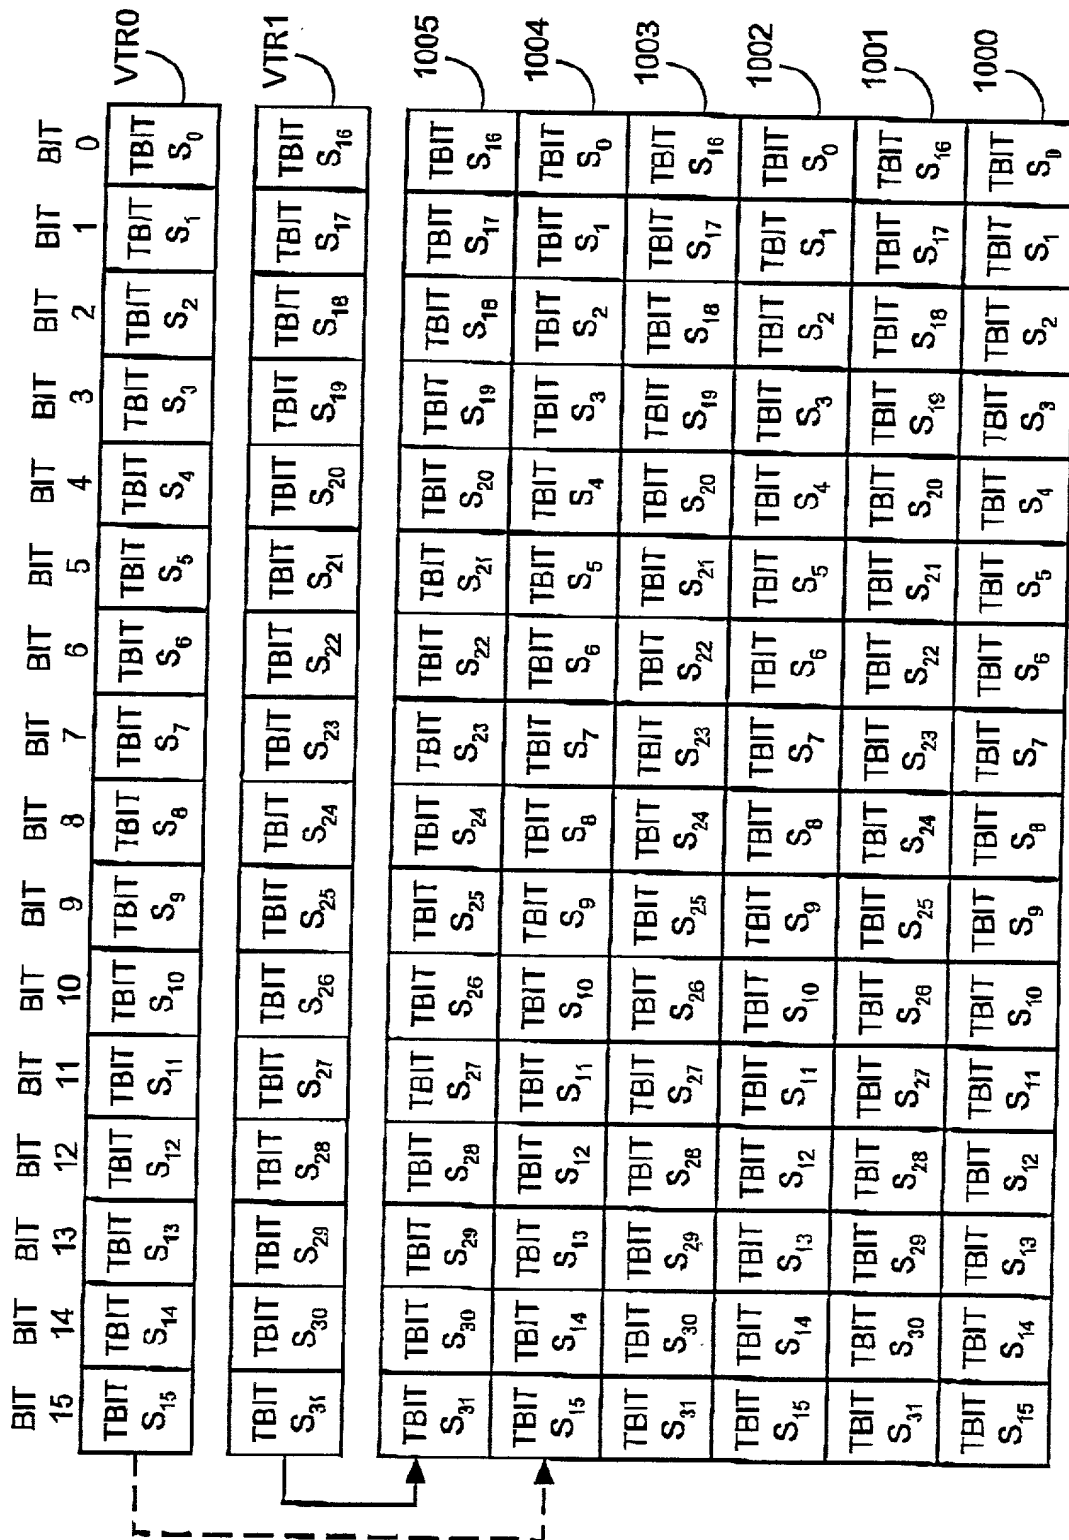 BIT BIT BIT BIT BIT BIT BIT BIT BIT BIT BIT BIT BIT BIT BIT BIT
15 14 13 12 11 10 9 8 7 6 5 4 3 2 1 0
TBIT TBIT TBIT TBIT TBIT TBIT TBIT TBIT TBIT TBIT TBIT TBIT TBIT TBIT TBIT TBIT VTR0
S15 S14 S13 S12 S11 S10 S9 S8 S7 S6 S5 S4 S3 S2 S1 S0
TBIT TBIT TBIT TBIT TBIT TBIT TBIT TBIT TBIT TBIT TBIT TBIT TBIT TBIT TBIT TBIT VTR1
S31 S30 S29 S28 S27 S26 S25 S24 S23 S22 S21 S20 S19 S18 S17 S16
TBIT TBIT TBIT TBIT TBIT TBIT TBIT TBIT TBIT TBIT TBIT TBIT TBIT TBIT TBIT TBIT 1005
S31 S30 S29 S28 S27 S26 S25 S24 S23 S22 S21 S20 S19 S18 S17 S16
TBIT TBIT TBIT TBIT TBIT TBIT TBIT TBIT TBIT TBIT TBIT TBIT TBIT TBIT TBIT TBIT 1004
S15 S14 S13 S12 S11 S10 S9 S8 S7 S6 S5 S4 S3 S2 S1 S0
TBIT TBIT TBIT TBIT TBIT TBIT TBIT TBIT TBIT TBIT TBIT TBIT TBIT TBIT TBIT TBIT 1003
S31 S30 S29 S28 S27 S26 S25 S24 S23 S22 S21 S20 S19 S18 S17 S16
TBIT TBIT TBIT TBIT TBIT TBIT TBIT TBIT TBIT TBIT TBIT TBIT TBIT TBIT TBIT TBIT 1002
S15 S14 S13 S12 S11 S10 S9 S8 S7 S6 S5 S4 S3 S2 S1 S0
TBIT TBIT TBIT TBIT TBIT TBIT TBIT TBIT TBIT TBIT TBIT TBIT TBIT TBIT TBIT TBIT 1001
S31 S30 S29 S28 S27 S26 S25 S24 S23 S22 S21 S20 S19 S18 S17 S16
TBIT TBIT TBIT TBIT TBIT TBIT TBIT TBIT TBIT TBIT TBIT TBIT TBIT TBIT TBIT TBIT 1000
S15 S14 S13 S12 S11 S10 S9 S8 S7 S6 S5 S4 S3 S2 S1 S0